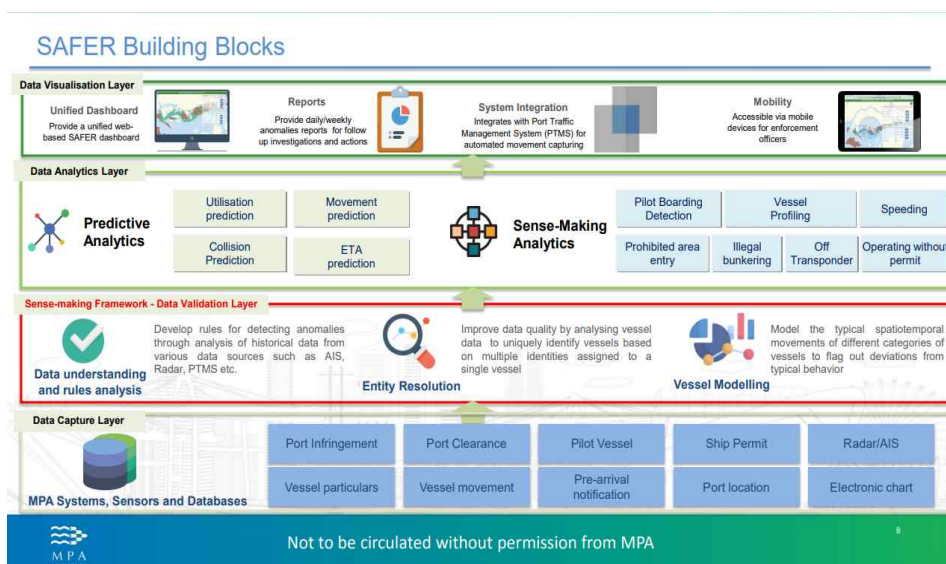 SAFER Building Blocks
Data Visualisation Layer
Unified Dashboard
Provide a unified web-
based SAFER dashboard
Reports
Provide daily/weekly
anomalies reports for follow
up investigations and actions
System Integration
Integrates with Port Traffic
Management System (PTMS) for
automated movement capturing
Mobility
Accessible via mobile
devices for enforcement
officers
Data Analytics Layer
Predictive
Analytics
Utilisation
prediction
Movement
prediction
Collision
Prediction
ETA
prediction
Sense-Making
Analytics
Pilot Boarding
Detection
Vessel
Profiling
Speeding
Prohibited area
entry
Illegal
bunkering
Off
Transponder
Operating without
permit
Sense-making Framework - Data Validation Layer
Data understanding
and rules analysis
Develop rules for detecting anomalies
through analysis of historical data from
various data sources such as AIS,
Radar, PTMS etc.
Entity Resolution
Improve data quality by analysing vessel
data to uniquely identify vessels based
on multiple identities assigned to a
single vessel
Vessel Modelling
Model the typical spatiotemporal
movements of different categories of
vessels to flag out deviations from
typical behavior
Data Capture Layer
MPA Systems, Sensors and Databases
Port Infringement
Port Clearance
Pilot Vessel
Ship Permit
Radar/AIS
Vessel particulars
Vessel movement
Pre-arrival
notification
Port location
Electronic chart
MPA
Not to be circulated without permission from MPA
8